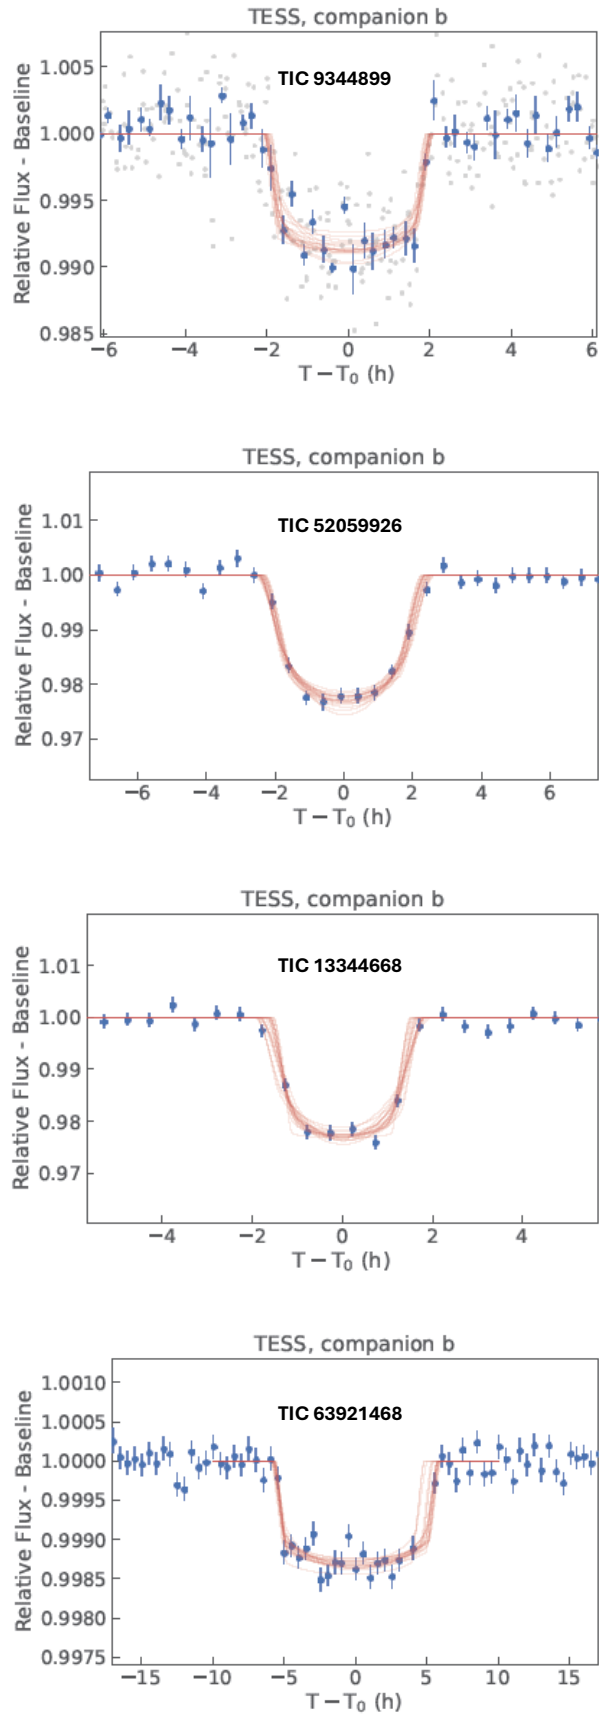 TESS, companion b
TIC 9344899
Relative Flux - Baseline
1.005
1.000
0.995
0.990
0.985
−6 −4 −2 0 2 4 6
T − T₀ (h)
TESS, companion b
TIC 52059926
Relative Flux - Baseline
1.01
1.00
0.99
0.98
0.97
−6 −4 −2 0 2 4 6
T − T₀ (h)
TESS, companion b
TIC 13344668
Relative Flux - Baseline
1.01
1.00
0.99
0.98
0.97
−4 −2 0 2 4
T − T₀ (h)
TESS, companion b
TIC 63921468
Relative Flux - Baseline
1.0010
1.0005
1.0000
0.9995
0.9990
0.9985
0.9980
0.9975
−15 −10 −5 0 5 10 15
T − T₀ (h)